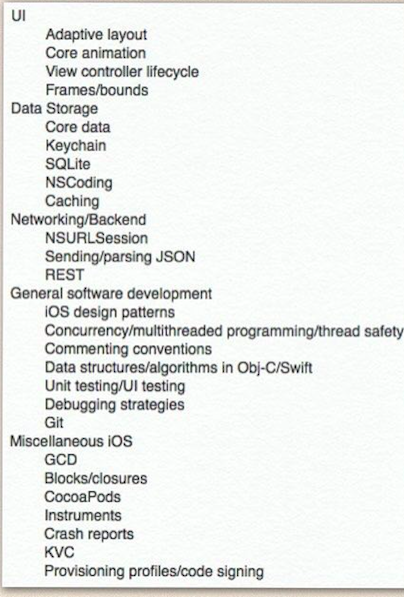 UI
Adaptive layout
Core animation
View controller lifecycle
Frames/bounds
Data Storage
Core data
Keychain
SQLite
NSCoding
Caching
Networking/Backend
NSURLSession
Sending/parsing JSON
REST
General software development
iOS design patterns
Concurrency/multithreaded programming/thread safety
Commenting conventions
Data structures/algorithms in Obj-C/Swift
Unit testing/UI testing
Debugging strategies
Git
Miscellaneous iOS
GCD
Blocks/closures
CocoaPods
Instruments
Crash reports
KVC
Provisioning profiles/code signing